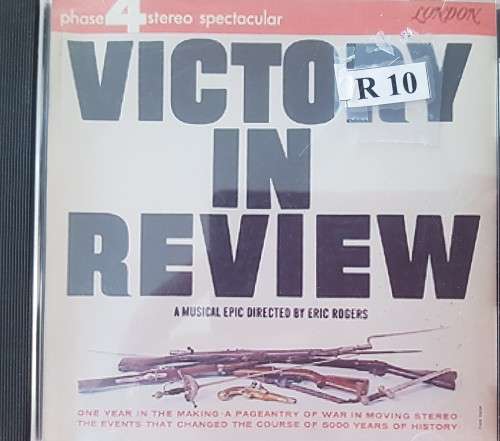 phase 4 stereo spectacular
LONDON
VICTORY
R 10
IN
REVIEW
A MUSICAL EPIC DIRECTED BY ERIC ROGERS
ONE YEAR IN THE MAKING·A PAGEANTRY OF WAR IN MOVING STEREO·
THE EVENTS THAT CHANGED THE COURSE OF 5000 YEARS OF HISTORY